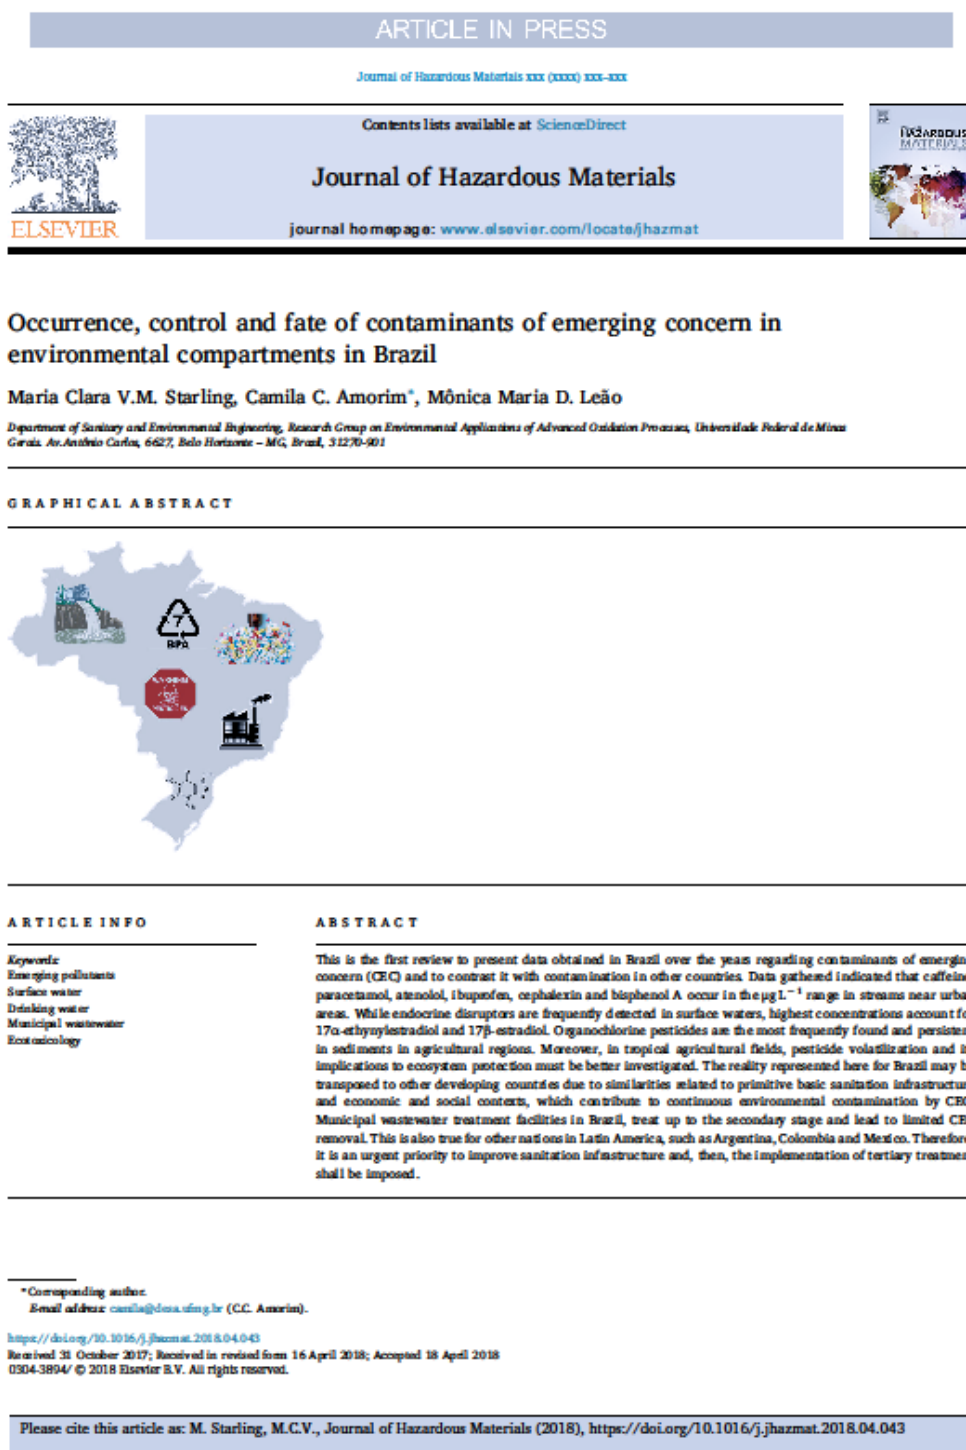 ARTICLE IN PRESS
Journal of Hazardous Materials xxx (xxxx) xxx–xxx
Contents lists available at ScienceDirect
Journal of Hazardous Materials
journal homepage: www.elsevier.com/locate/jhazmat
ELSEVIER
HAZARDOUS
MATERIALS
Occurrence, control and fate of contaminants of emerging concern in
environmental compartments in Brazil
Maria Clara V.M. Starling, Camila C. Amorim*, Mônica Maria D. Leão
Department of Sanitary and Environmental Engineering, Research Group on Environmental Applications of Advanced Oxidation Processes, Universidade Federal de Minas
Gerais. Av.Antônio Carlos, 6627, Belo Horizonte – MG, Brazil, 31270-901
GRAPHICAL ABSTRACT
7
BPA
ARTICLE INFO
Keywords:
Emerging pollutants
Surface water
Drinking water
Municipal wastewater
Ecotoxicology
ABSTRACT
This is the first review to present data obtained in Brazil over the years regarding contaminants of emergin
concern (CEC) and to contrast it with contamination in other countries. Data gathered indicated that caffeine
paracetamol, atenolol, ibuprofen, cephalexin and bisphenol A occur in the μg L⁻¹ range in streams near urba
areas. While endocrine disruptors are frequently detected in surface waters, highest concentrations account fo
17α-ethynylestradiol and 17β-estradiol. Organochlorine pesticides are the most frequently found and persisten
in sediments in agricultural regions. Moreover, in tropical agricultural fields, pesticide volatilization and it
implications to ecosystem protection must be better investigated. The reality represented here for Brazil may b
transposed to other developing countries due to similarities related to primitive basic sanitation infrastructur
and economic and social contexts, which contribute to continuous environmental contamination by CEC
Municipal wastewater treatment facilities in Brazil, treat up to the secondary stage and lead to limited CE
removal. This is also true for other nations in Latin America, such as Argentina, Colombia and Mexico. Therefore
it is an urgent priority to improve sanitation infrastructure and, then, the implementation of tertiary treatmen
shall be imposed.
* Corresponding author.
E-mail address: camila@desa.ufmg.br (C.C. Amorim).
https://doi.org/10.1016/j.jhazmat.2018.04.043
Received 31 October 2017; Received in revised form 16 April 2018; Accepted 18 April 2018
0304-3894/ © 2018 Elsevier B.V. All rights reserved.
Please cite this article as: M. Starling, M.C.V., Journal of Hazardous Materials (2018), https://doi.org/10.1016/j.jhazmat.2018.04.043